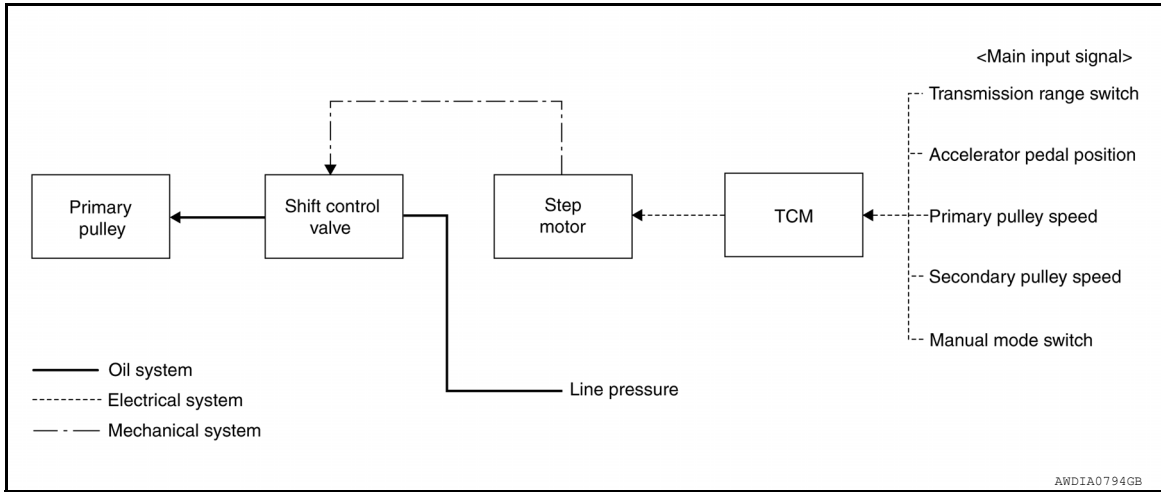 <Main input signal>
Transmission range switch
Accelerator pedal position
Primary pulley speed
Secondary pulley speed
Manual mode switch
Primary
pulley
Shift control
valve
Step
motor
TCM
Line pressure
Oil system
Electrical system
Mechanical system
AWDIA0794GB